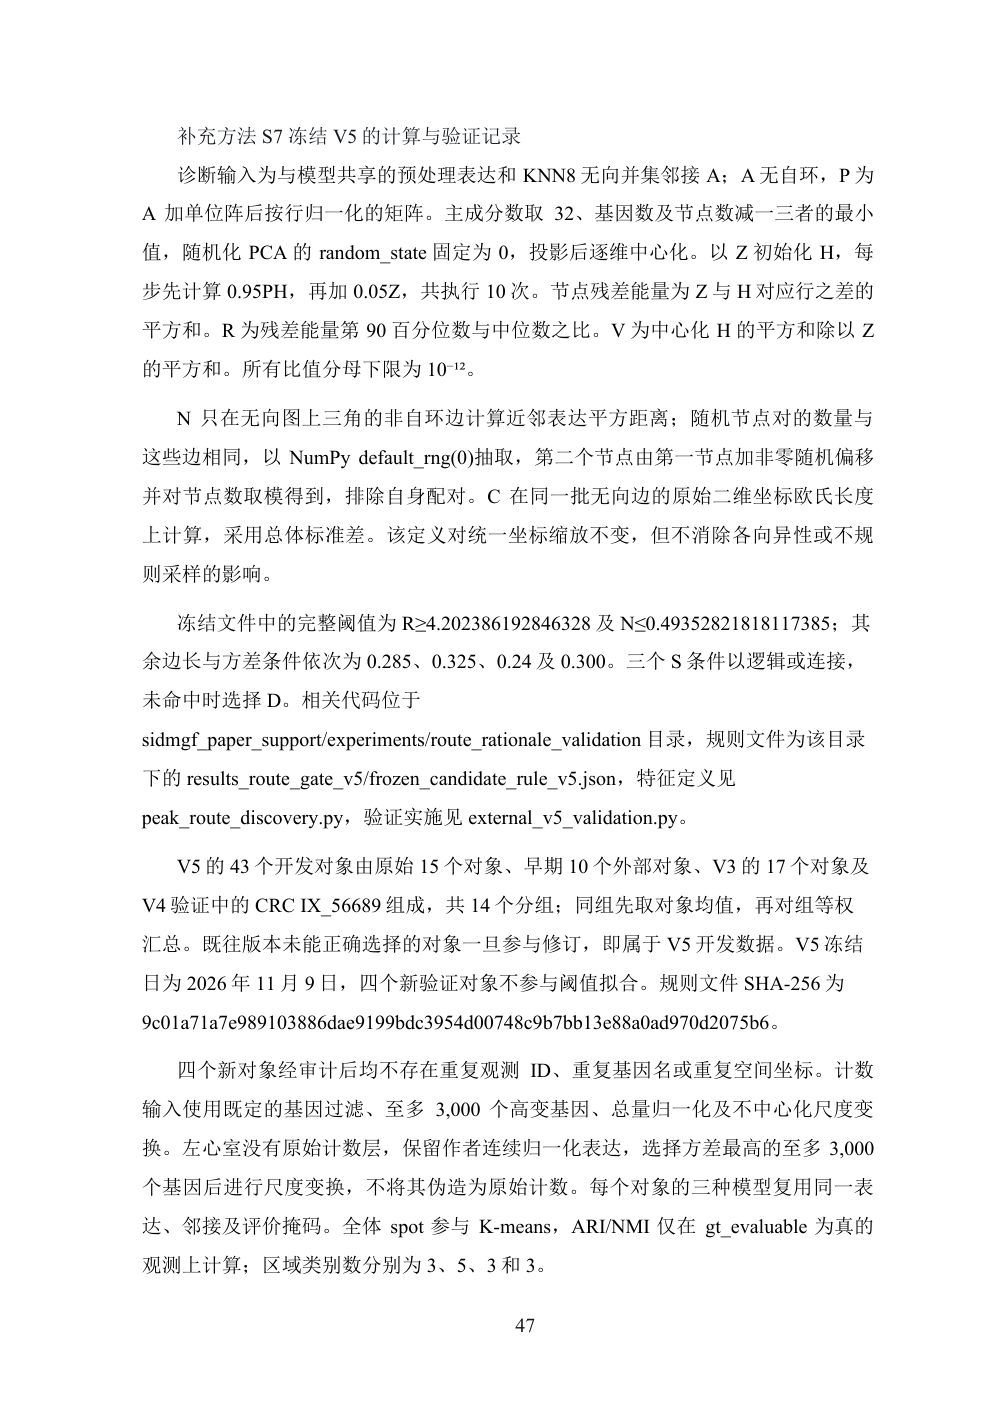 补充方法 S7 冻结 V5 的计算与验证记录
诊断输入为与模型共享的预处理表达和 KNN8 无向并集邻接 A；A 无自环，P 为
A 加单位阵后按行归一化的矩阵。主成分数取 32、基因数及节点数减一三者的最小
值，随机化 PCA 的 random_state 固定为 0，投影后逐维中心化。以 Z 初始化 H，每
步先计算 0.95PH，再加 0.05Z，共执行 10 次。节点残差能量为 Z 与 H 对应行之差的
平方和。R 为残差能量第 90 百分位数与中位数之比。V 为中心化 H 的平方和除以 Z
的平方和。所有比值分母下限为 10⁻¹²。
N 只在无向图上三角的非自环边计算近邻表达平方距离；随机节点对的数量与
这些边相同，以 NumPy default_rng(0)抽取，第二个节点由第一节点加非零随机偏移
并对节点数取模得到，排除自身配对。C 在同一批无向边的原始二维坐标欧氏长度
上计算，采用总体标准差。该定义对统一坐标缩放不变，但不消除各向异性或不规
则采样的影响。
冻结文件中的完整阈值为 R≥4.202386192846328 及 N≤0.49352821818117385；其
余边长与方差条件依次为 0.285、0.325、0.24 及 0.300。三个 S 条件以逻辑或连接，
未命中时选择 D。相关代码位于
sidmgf_paper_support/experiments/route_rationale_validation 目录，规则文件为该目录
下的 results_route_gate_v5/frozen_candidate_rule_v5.json，特征定义见
peak_route_discovery.py，验证实施见 external_v5_validation.py。
V5 的 43 个开发对象由原始 15 个对象、早期 10 个外部对象、V3 的 17 个对象及
V4 验证中的 CRC IX_56689 组成，共 14 个分组；同组先取对象均值，再对组等权
汇总。既往版本未能正确选择的对象一旦参与修订，即属于 V5 开发数据。V5 冻结
日为 2026 年 11 月 9 日，四个新验证对象不参与阈值拟合。规则文件 SHA-256 为
9c01a71a7e989103886dae9199bdc3954d00748c9b7bb13e88a0ad970d2075b6。
四个新对象经审计后均不存在重复观测 ID、重复基因名或重复空间坐标。计数
输入使用既定的基因过滤、至多 3,000 个高变基因、总量归一化及不中心化尺度变
换。左心室没有原始计数层，保留作者连续归一化表达，选择方差最高的至多 3,000
个基因后进行尺度变换，不将其伪造为原始计数。每个对象的三种模型复用同一表
达、邻接及评价掩码。全体 spot 参与 K-means，ARI/NMI 仅在 gt_evaluable 为真的
观测上计算；区域类别数分别为 3、5、3 和 3。
47